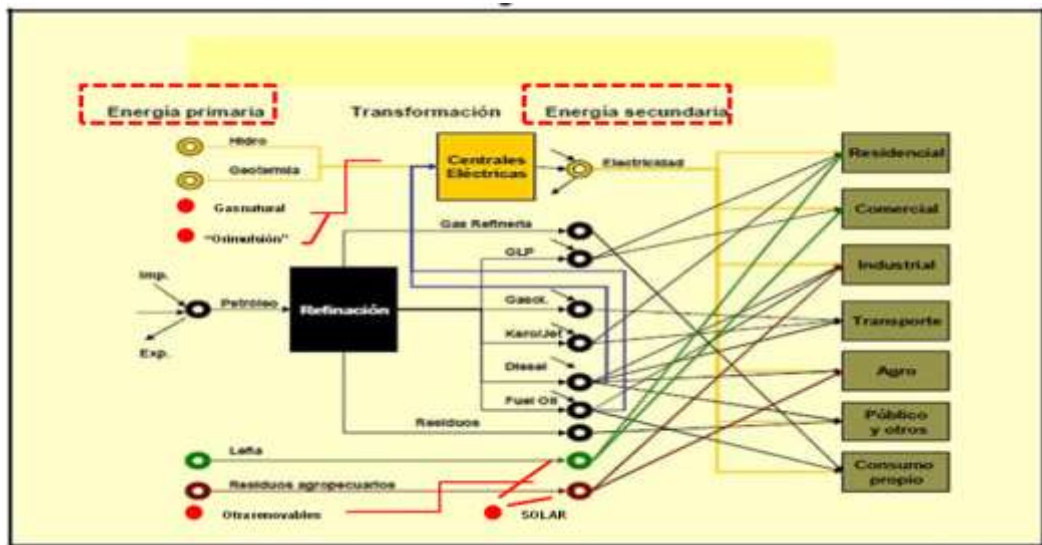 Energía primaria
Transformación
Energía secundaria
Hidro
Geotermia
Gas natural
"Orimulsión"
Centrales
Eléctricas
Electricidad
Gas Refinería
GLP
Imp.
Petróleo
Exp.
Refinación
Gasol.
Kero/Jet
Diesel
Fuel Oil
Residuos
Leña
Residuos agropecuarios
Otras renovables
SOLAR
Residencial
Comercial
Industrial
Transporte
Agro
Público
y otros
Consumo
propio